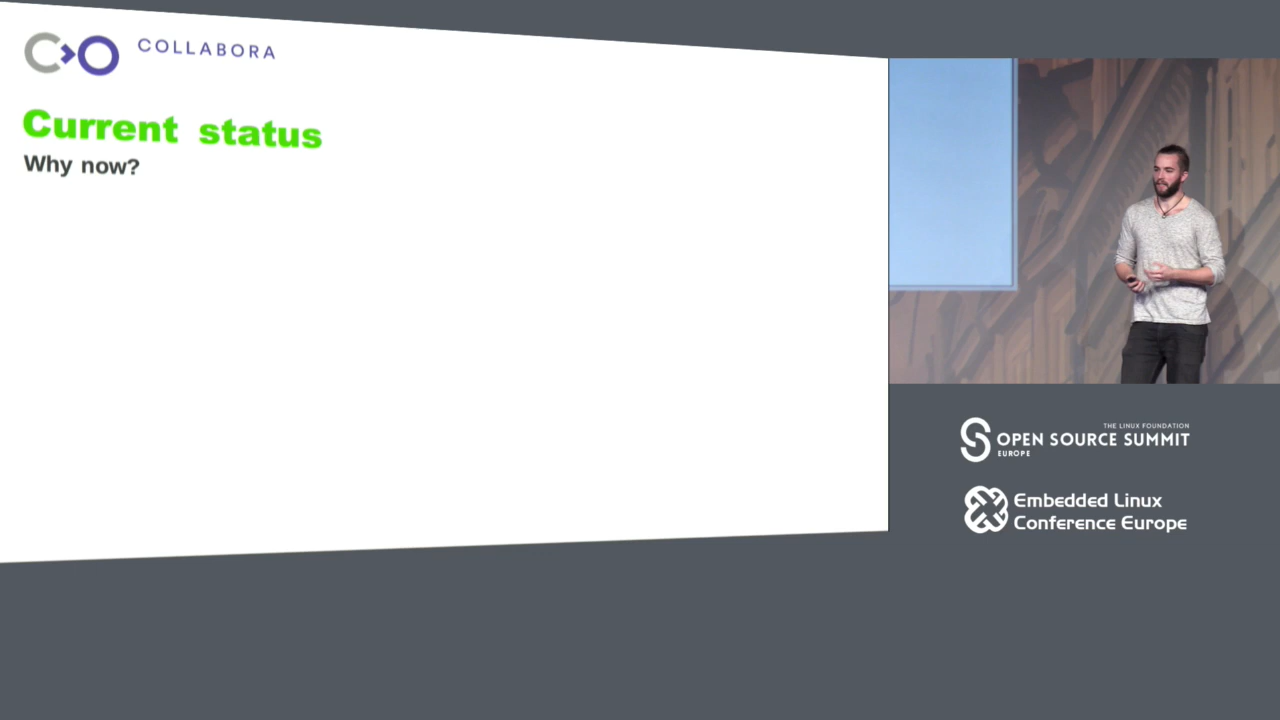 COLLABORA
Current status
Why now?
THE LINUX FOUNDATION
OPEN SOURCE SUMMIT
EUROPE
Embedded Linux
Conference Europe